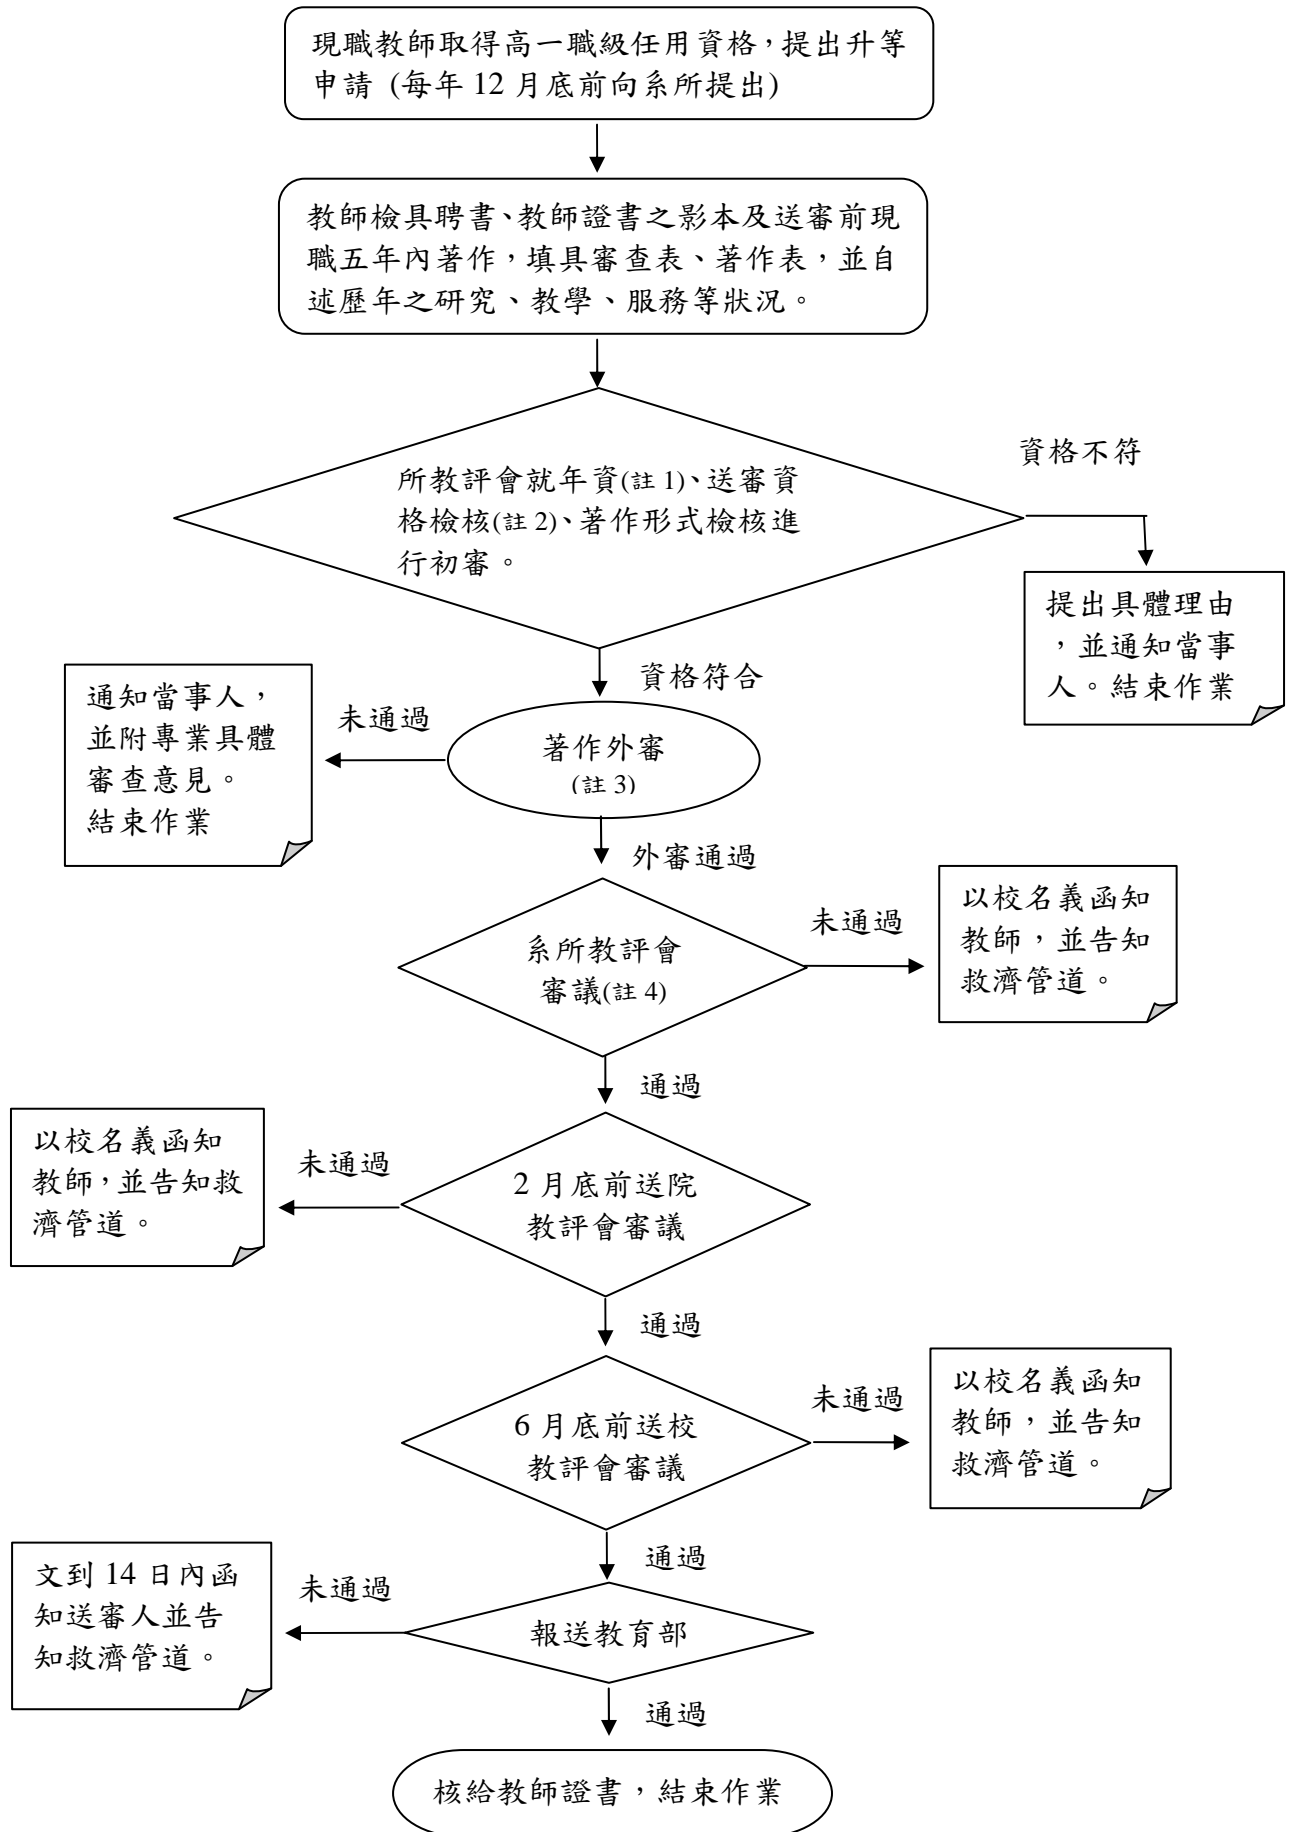 現職教師取得高一職級任用資格，提出升等
申請 (每年 12 月底前向系所提出)
教師檢具聘書、教師證書之影本及送審前現
職五年內著作，填具審查表、著作表，並自
述歷年之研究、教學、服務等狀況。
所教評會就年資(註 1)、送審資
格檢核(註 2)、著作形式檢核進
行初審。
資格不符
提出具體理由
，並通知當事
人。結束作業
資格符合
著作外審
(註 3)
未通過
通知當事人，
並附專業具體
審查意見。
結束作業
外審通過
系所教評會
審議(註 4)
未通過
以校名義函知
教師，並告知
救濟管道。
通過
2 月底前送院
教評會審議
未通過
以校名義函知
教師，並告知救
濟管道。
通過
6 月底前送校
教評會審議
未通過
以校名義函知
教師，並告知
救濟管道。
通過
報送教育部
未通過
文到 14 日內函
知送審人並告
知救濟管道。
通過
核給教師證書，結束作業